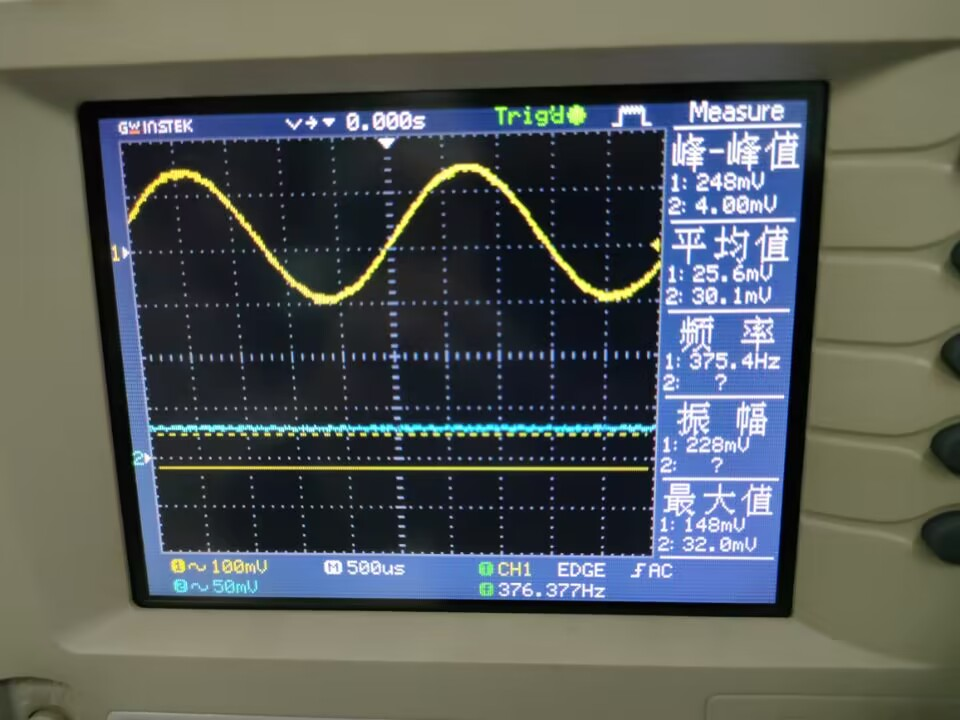 GWINSTEK
0.000s
Trig'd
Measure
峰-峰值
1: 248mV
2: 4.00mV
平均值
1: 25.6mV
2: 30.1mV
频 率
1: 375.4Hz
2: ?
振 幅
1: 228mV
2: ?
最大值
1: 148mV
2: 32.0mV
1
2
1 ~ 100mV
M 500us
1 CH1 EDGE AC
2 ~ 50mV
F 376.377Hz